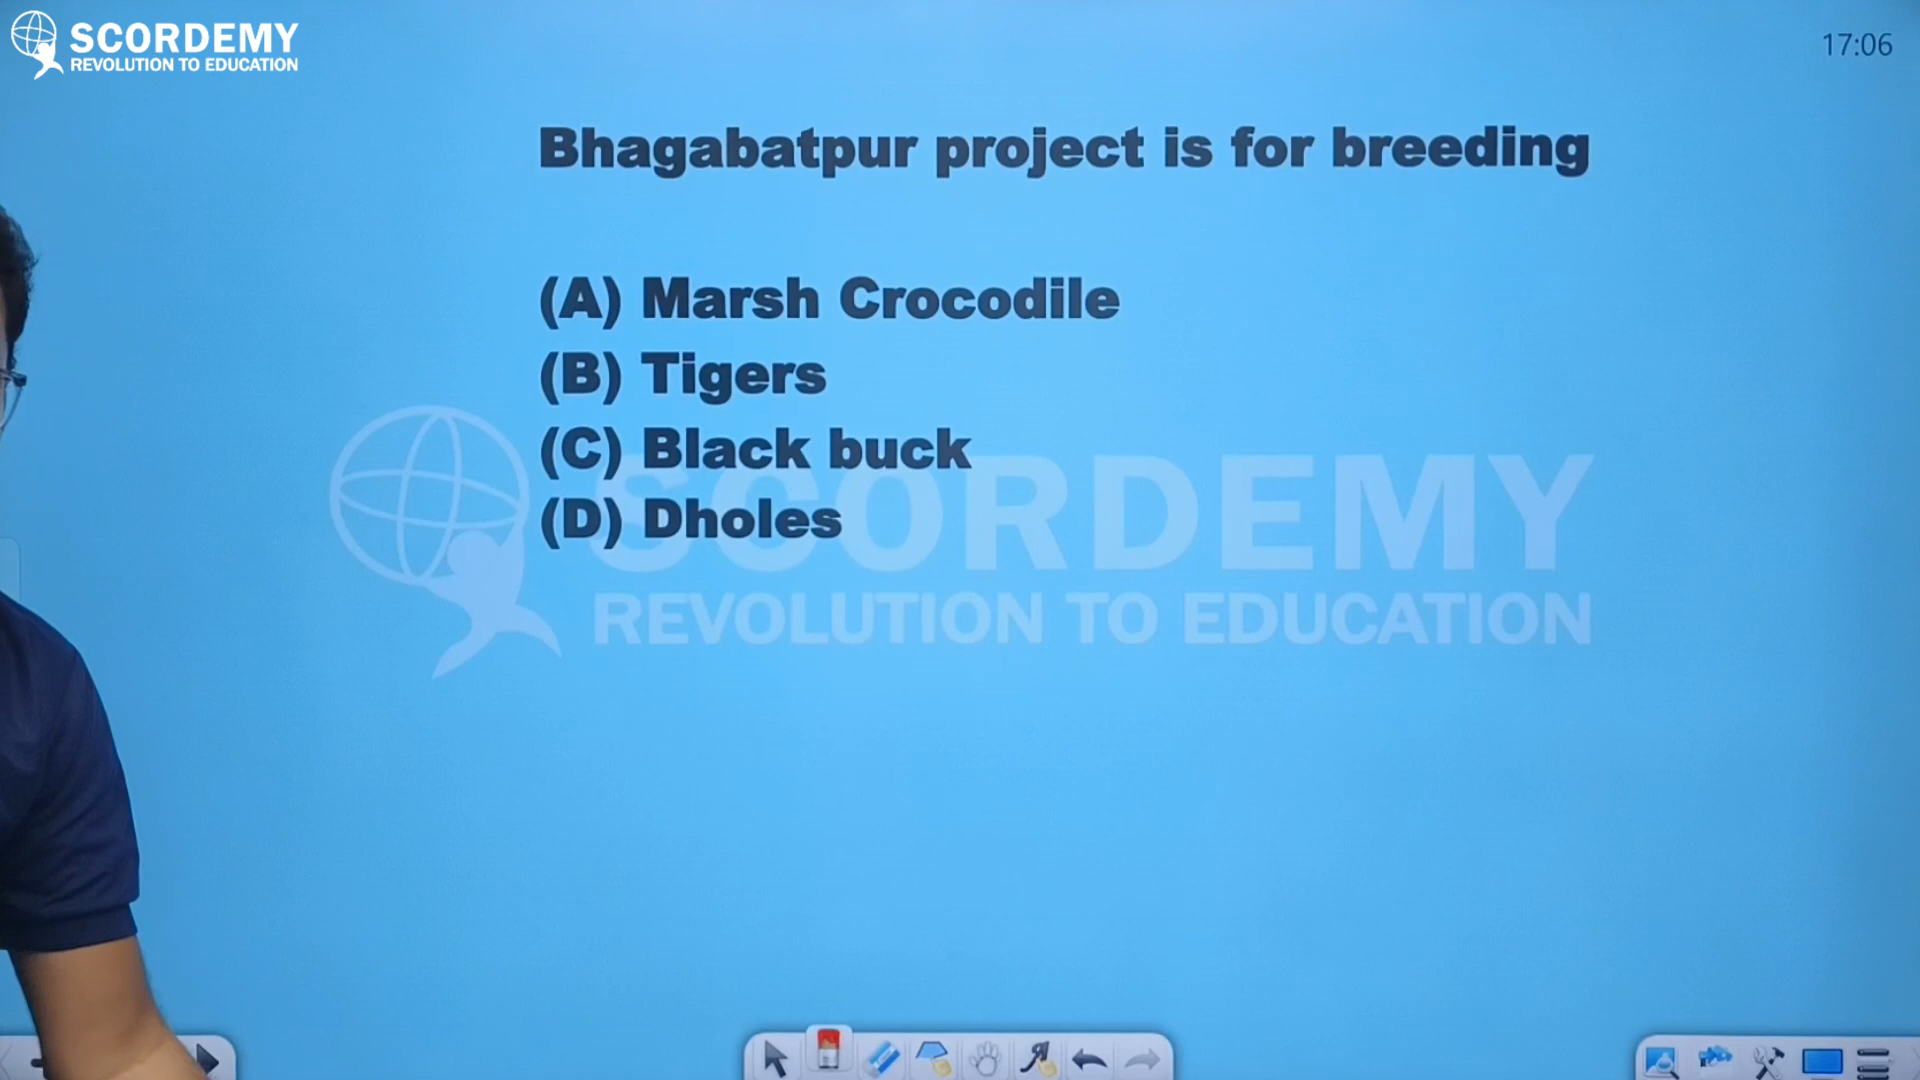 SCORDEMY
REVOLUTION TO EDUCATION
17:06
Bhagabatpur project is for breeding
(A) Marsh Crocodile
(B) Tigers
(C) Black buck
(D) Dholes
SCORDEMY
REVOLUTION TO EDUCATION